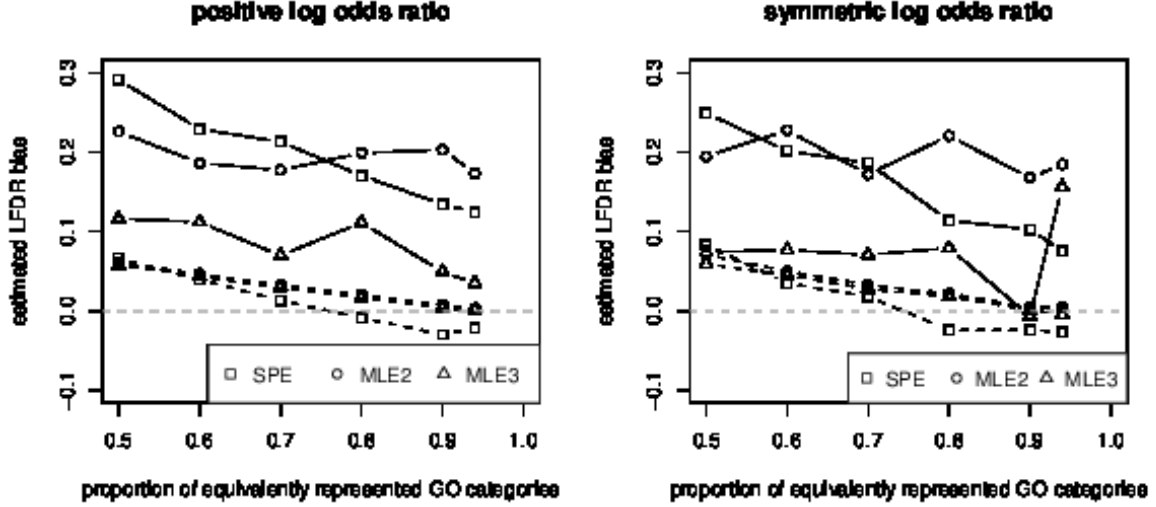 positive log odds ratio
estimated LFDR bias
0.3
0.2
0.1
0.0
-0.1
SPE MLE2 MLE3
0.5 0.6 0.7 0.8 0.9 1.0
proportion of equivalently represented GO categories
symmetric log odds ratio
estimated LFDR bias
0.3
0.2
0.1
0.0
-0.1
SPE MLE2 MLE3
0.5 0.6 0.7 0.8 0.9 1.0
proportion of equivalently represented GO categories